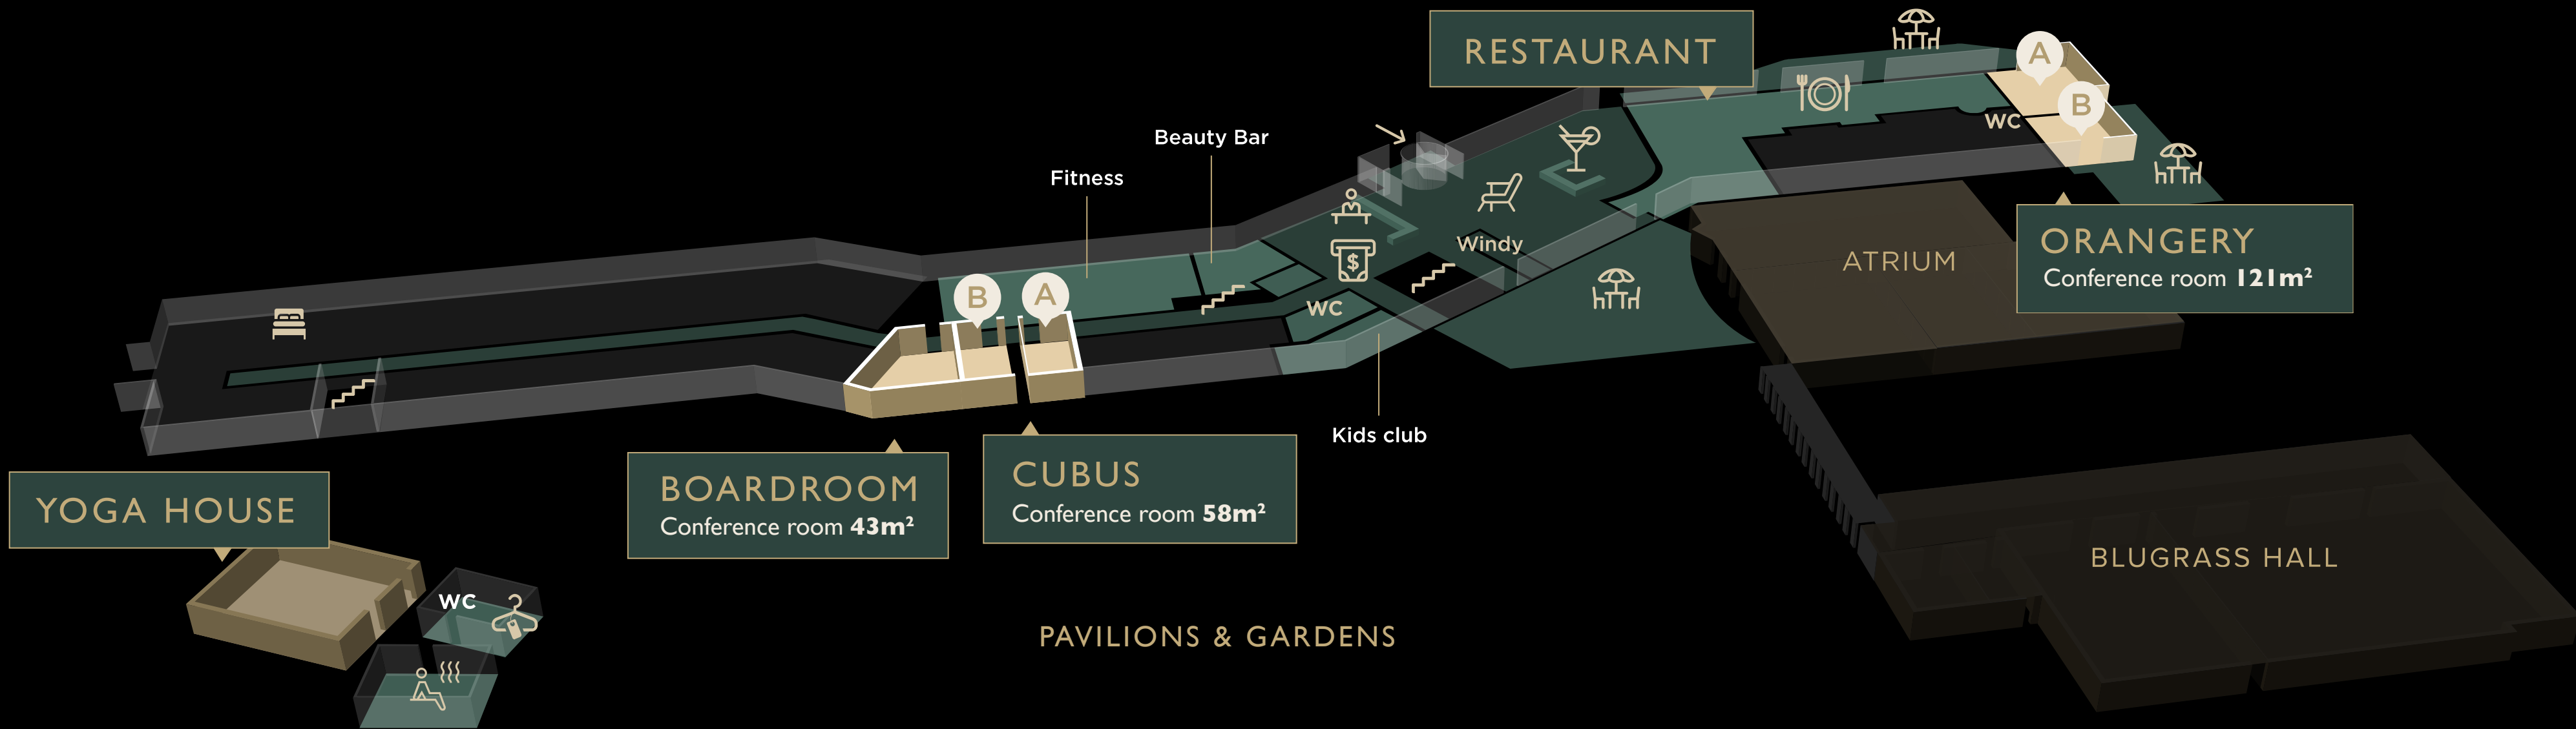 RESTAURANT
A
B
WC
Beauty Bar
Fitness
$
Windy
WC
B
A
ATRIUM
ORANGERY
Conference room 121m²
Kids club
BOARDROOM
Conference room 43m²
CUBUS
Conference room 58m²
YOGA HOUSE
WC
PAVILIONS & GARDENS
BLUGRASS HALL